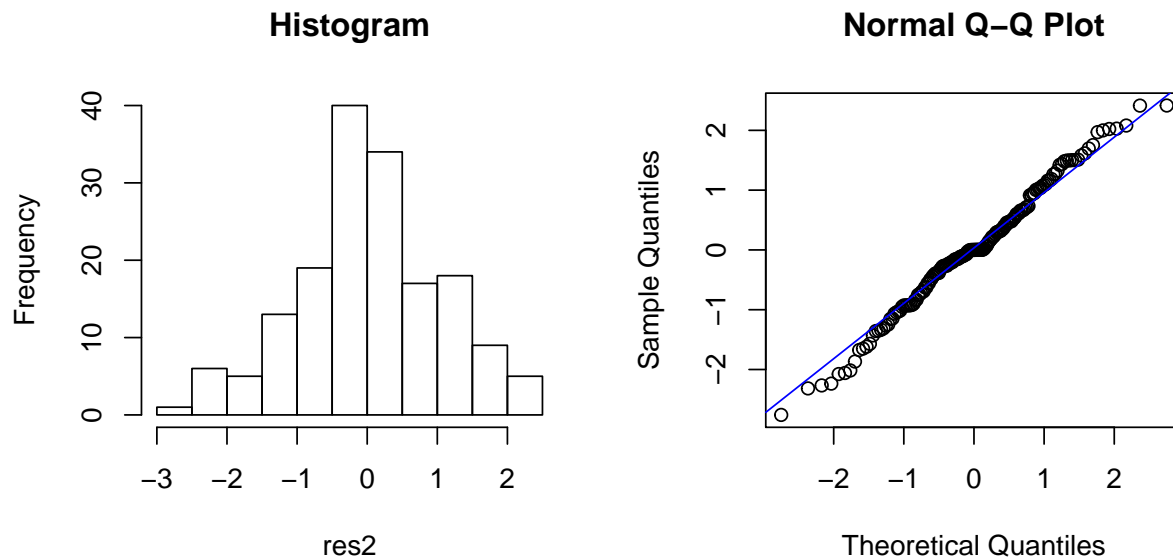 Histogram
Frequency
0 10 20 30 40
−3 −2 −1 0 1 2
res2
Normal Q−Q Plot
Sample Quantiles
−2 −1 0 1 2
−2 −1 0 1 2
Theoretical Quantiles